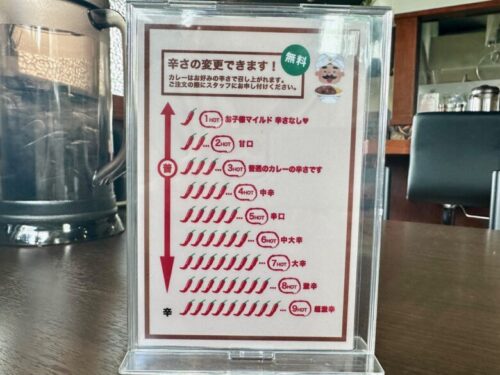 辛さの変更できます！
無料
カレーはお好みの辛さで召し上がれます。
ご注文の際にスタッフにお申し付けください。
1HOT お子様マイルド 辛さなし♥
…2HOT 甘口
普 …3HOT 普通のカレーの辛さです
…4HOT 中辛
…5HOT 辛口
…6HOT 中大辛
…7HOT 大辛
…8HOT 激辛
辛 …9HOT 超激辛